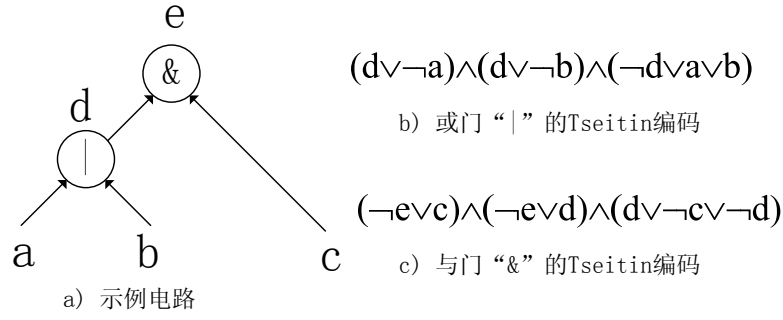 e
&
d
|
a
b
c
a) 示例电路
(d∨¬a)∧(d∨¬b)∧(¬d∨a∨b)
b) 或门“|”的Tseitin编码
(¬e∨c)∧(¬e∨d)∧(d∨¬c∨¬d)
c) 与门“&”的Tseitin编码